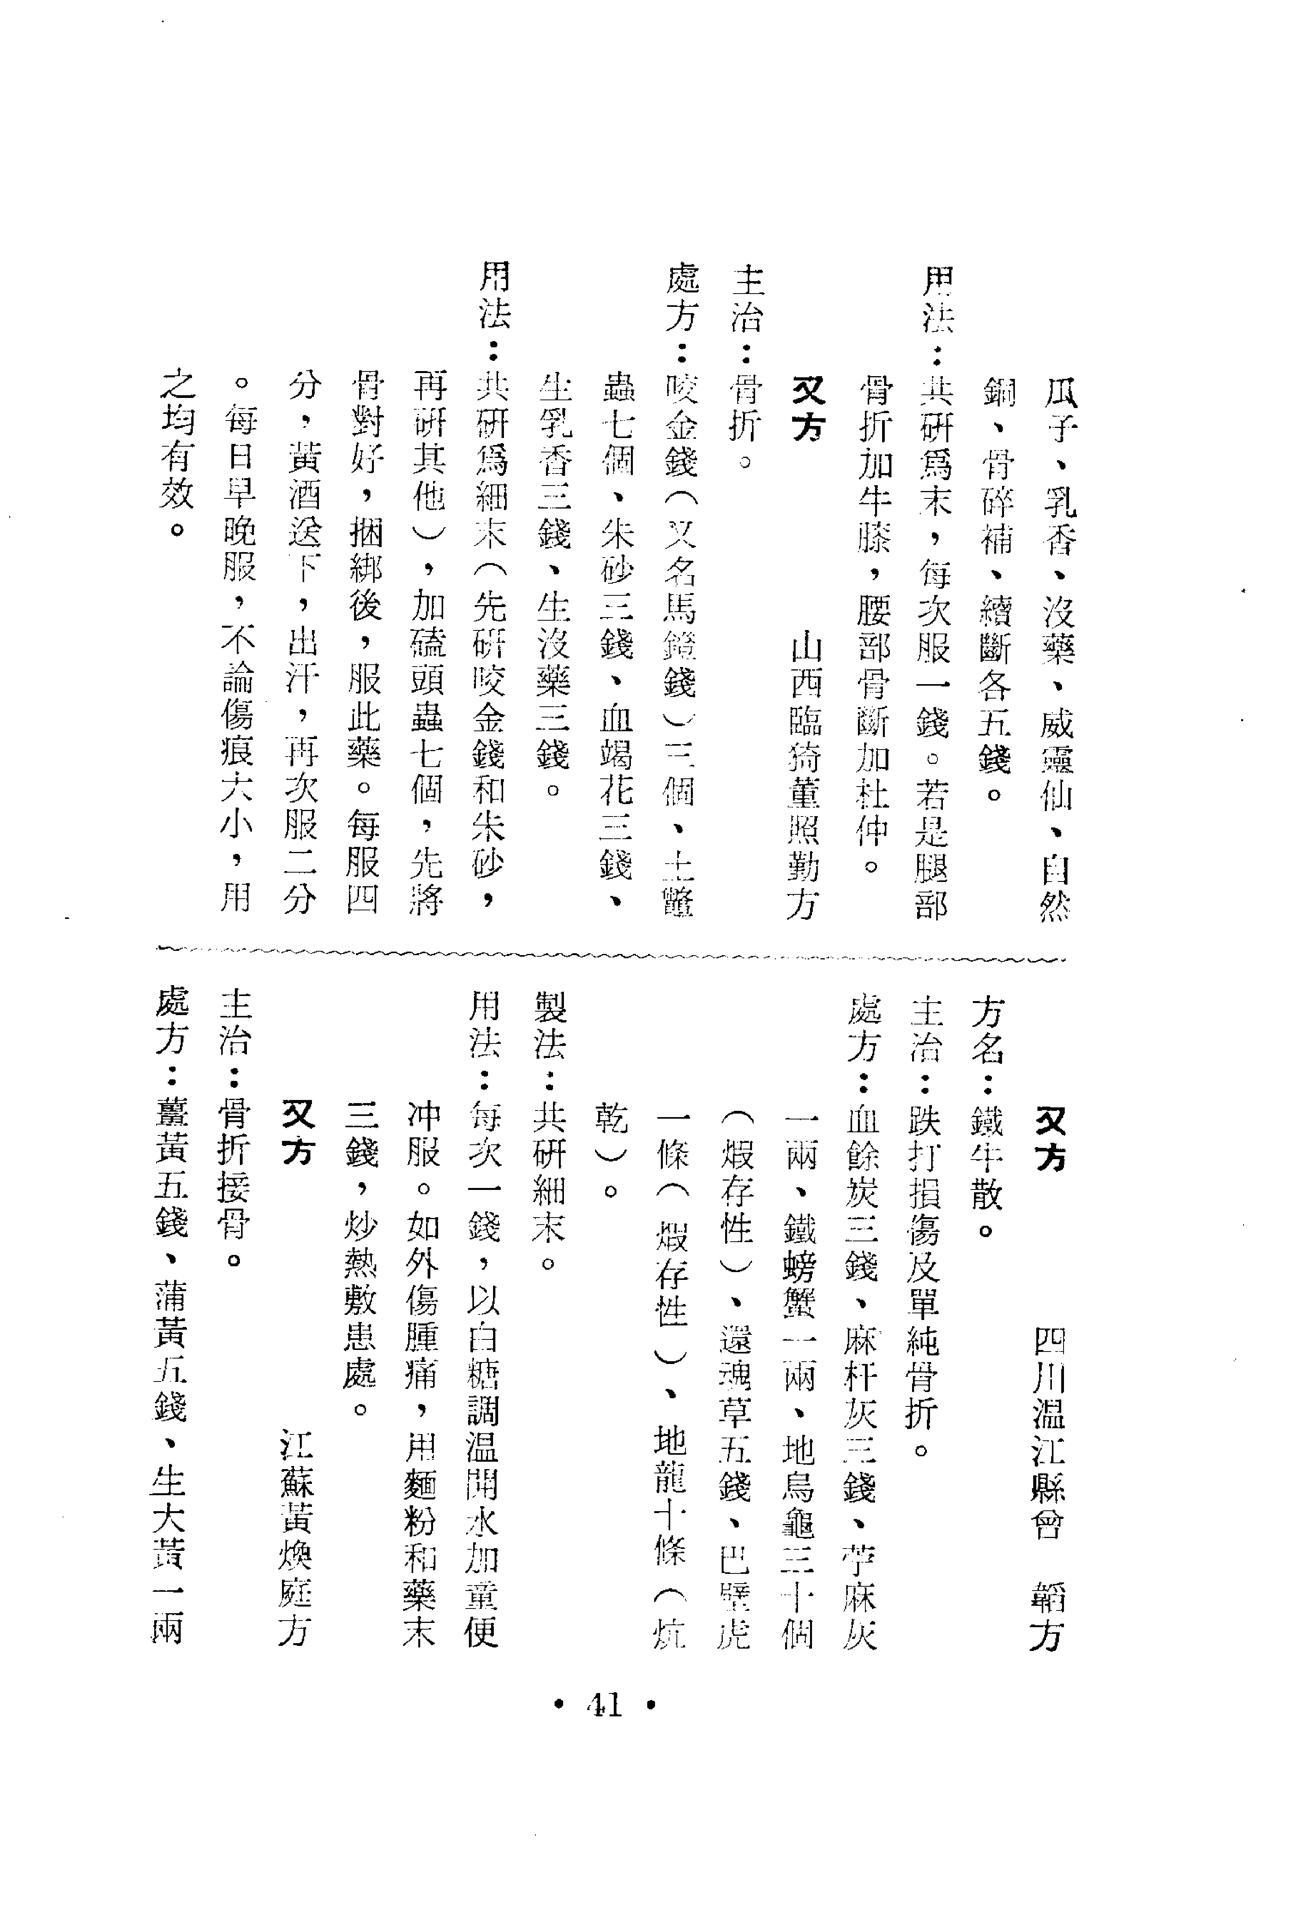 瓜子、乳香、沒藥、威靈仙、自然
銅、骨碎補、續斷各五錢。
用法：共研爲末，每次服一錢。若是腿部
骨折加牛膝，腰部骨斷加杜仲。
又方　山西臨猗董照勤方
主治：骨折。
處方：咬金錢（又名馬鐙錢）三個、土鼈
蟲七個、朱砂三錢、血竭花三錢、
生乳香三錢、生沒藥三錢。
用法：共研爲細末（先研咬金錢和朱砂，
再研其他），加磕頭蟲七個，先將
骨對好，捆綁後，服此藥。每服四
分，黃酒送下，出汗，再次服二分
。每日早晚服，不論傷痕大小，用
之均有效。
又方　四川温江縣曾　韜方
方名：鐵牛散。
主治：跌打損傷及單純骨折。
處方：血餘炭三錢、麻杆灰三錢、苧麻灰
一兩、鐵螃蟹一兩、地烏龜三十個
（煅存性）、還魂草五錢、巴壁虎
一條（煅存性）、地龍十條（炕
乾）。
製法：共研細末。
用法：每次一錢，以白糖調温開水加童便
冲服。如外傷腫痛，用麵粉和藥末
三錢，炒熱敷患處。
又方　江蘇黃煥庭方
主治：骨折接骨。
處方：薑黃五錢、蒲黃五錢、生大黃一兩
• 41 •